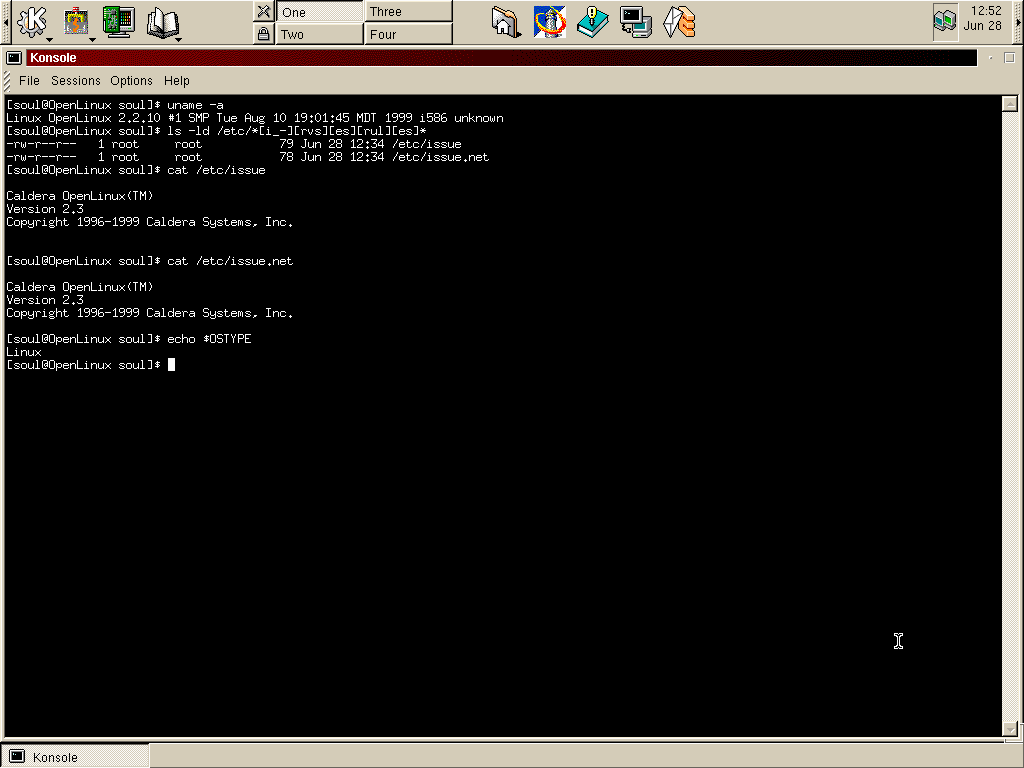 One
Three
Two
Four
12:52
Jun 28
Konsole
File Sessions Options Help
[soul@OpenLinux soul]$ uname -a
Linux OpenLinux 2.2.10 #1 SMP Tue Aug 10 19:01:45 MDT 1999 i586 unknown
[soul@OpenLinux soul]$ ls -ld /etc/*[i_-][rvs][es][rul][es]*
-rw-r--r--   1 root     root           79 Jun 28 12:34 /etc/issue
-rw-r--r--   1 root     root           78 Jun 28 12:34 /etc/issue.net
[soul@OpenLinux soul]$ cat /etc/issue
Caldera OpenLinux(TM)
Version 2.3
Copyright 1996-1999 Caldera Systems, Inc.
[soul@OpenLinux soul]$ cat /etc/issue.net
Caldera OpenLinux(TM)
Version 2.3
Copyright 1996-1999 Caldera Systems, Inc.
[soul@OpenLinux soul]$ echo $OSTYPE
Linux
[soul@OpenLinux soul]$
Konsole